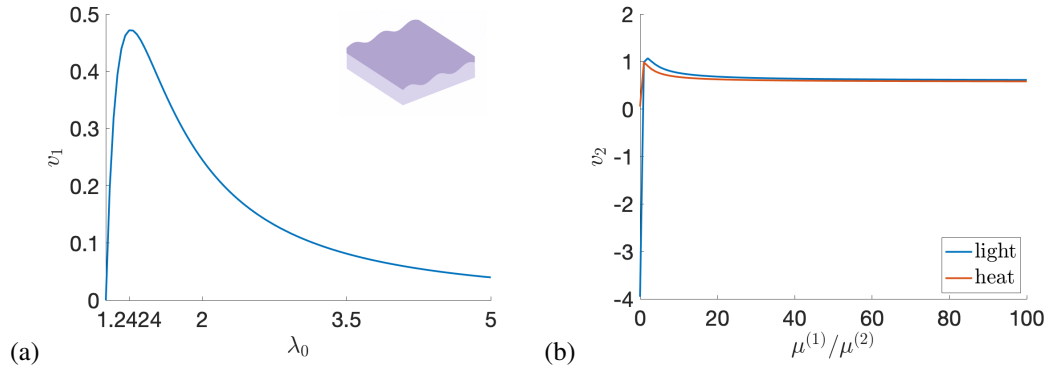 0.5
0.4
0.3
0.2
0.1
0
v₁
1.2424 2 3.5 5
λ₀
(a)
2
1
0
-1
-2
-3
-4
v₂
light
heat
0 20 40 60 80 100
μ⁽¹⁾/μ⁽²⁾
(b)